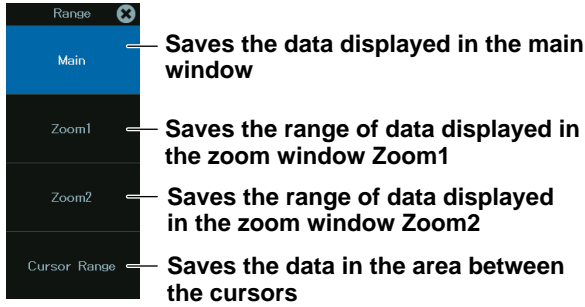 Range
Main
Saves the data displayed in the main
window
Zoom1
Saves the range of data displayed in
the zoom window Zoom1
Zoom2
Saves the range of data displayed
in the zoom window Zoom2
Cursor Range
Saves the data in the area between
the cursors